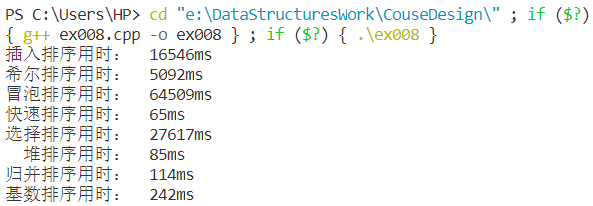 PS C:\Users\HP> cd "e:\DataStructuresWork\CouseDesign\" ; if ($?)
{ g++ ex008.cpp -o ex008 } ; if ($?) { .\ex008 }
插入排序用时： 16546ms
希尔排序用时： 5092ms
冒泡排序用时： 64509ms
快速排序用时： 65ms
选择排序用时： 27617ms
堆排序用时： 85ms
归并排序用时： 114ms
基数排序用时： 242ms